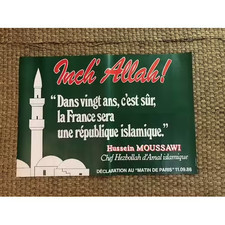 Inch' Allah!
"Dans vingt ans, c'est sûr,
la France sera
une république islamique."
Hussein MOUSSAWI
Chef Hezbollah d'Amal islamique
DÉCLARATION AU "MATIN DE PARIS" 11.09.86